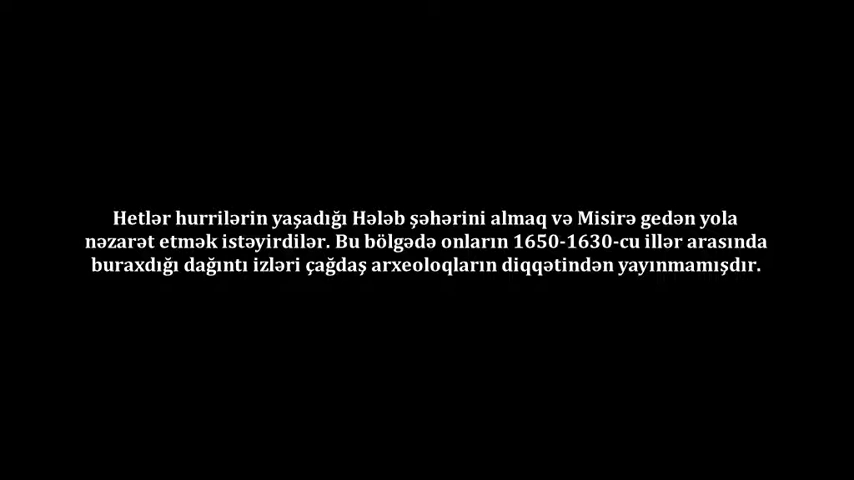 Hetlər hurrilərin yaşadığı Hələb şəhərini almaq və Misirə gedən yola
nəzarət etmək istəyirdilər. Bu bölgədə onların 1650-1630-cu illər arasında
buraxdığı dağıntı izləri çağdaş arxeoloqların diqqətindən yayınmamışdır.